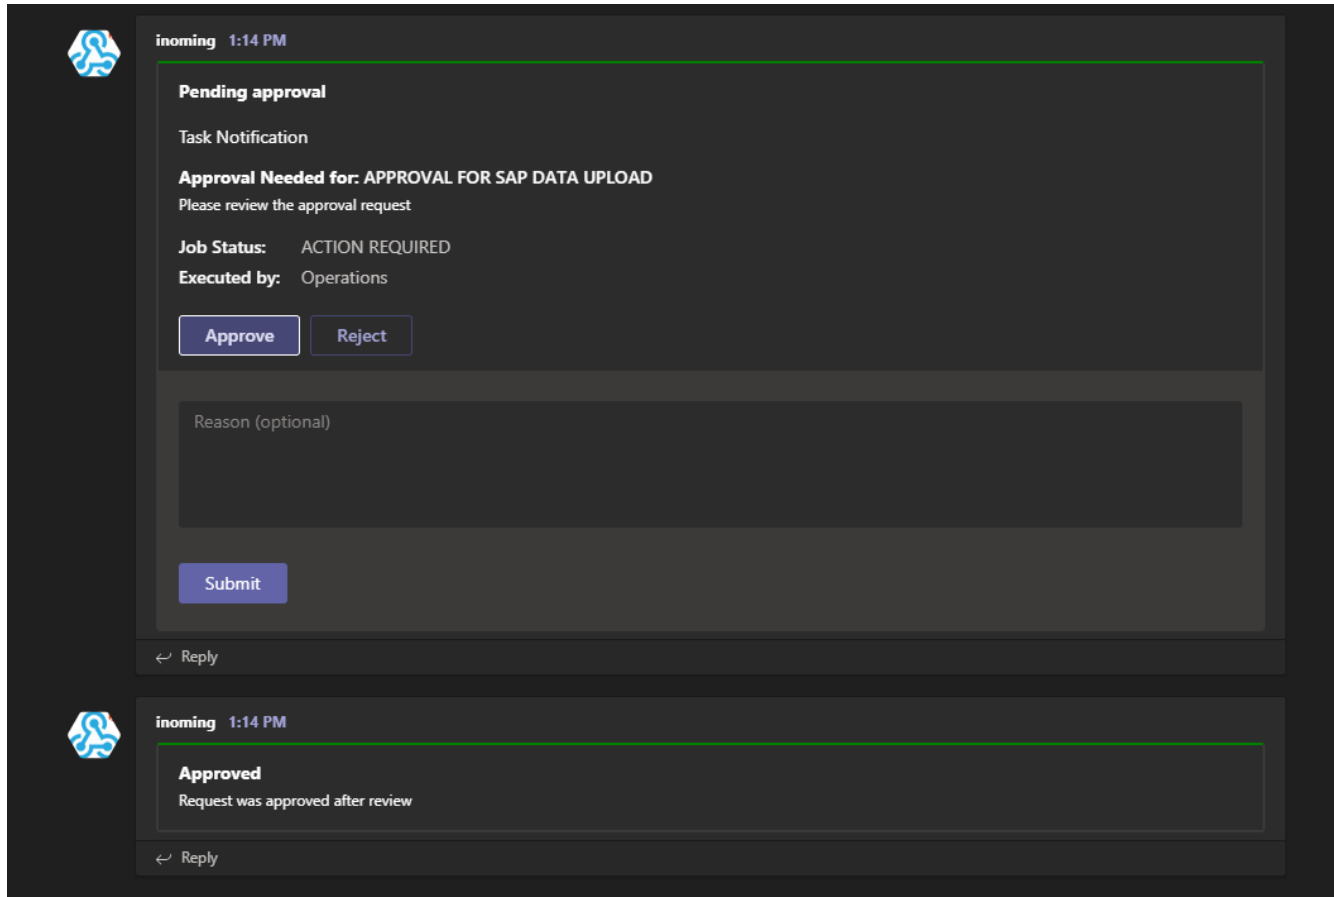 inoming 1:14 PM
Pending approval
Task Notification
Approval Needed for: APPROVAL FOR SAP DATA UPLOAD
Please review the approval request
Job Status: ACTION REQUIRED
Executed by: Operations
Approve Reject
Reason (optional)
Submit
Reply
inoming 1:14 PM
Approved
Request was approved after review
Reply